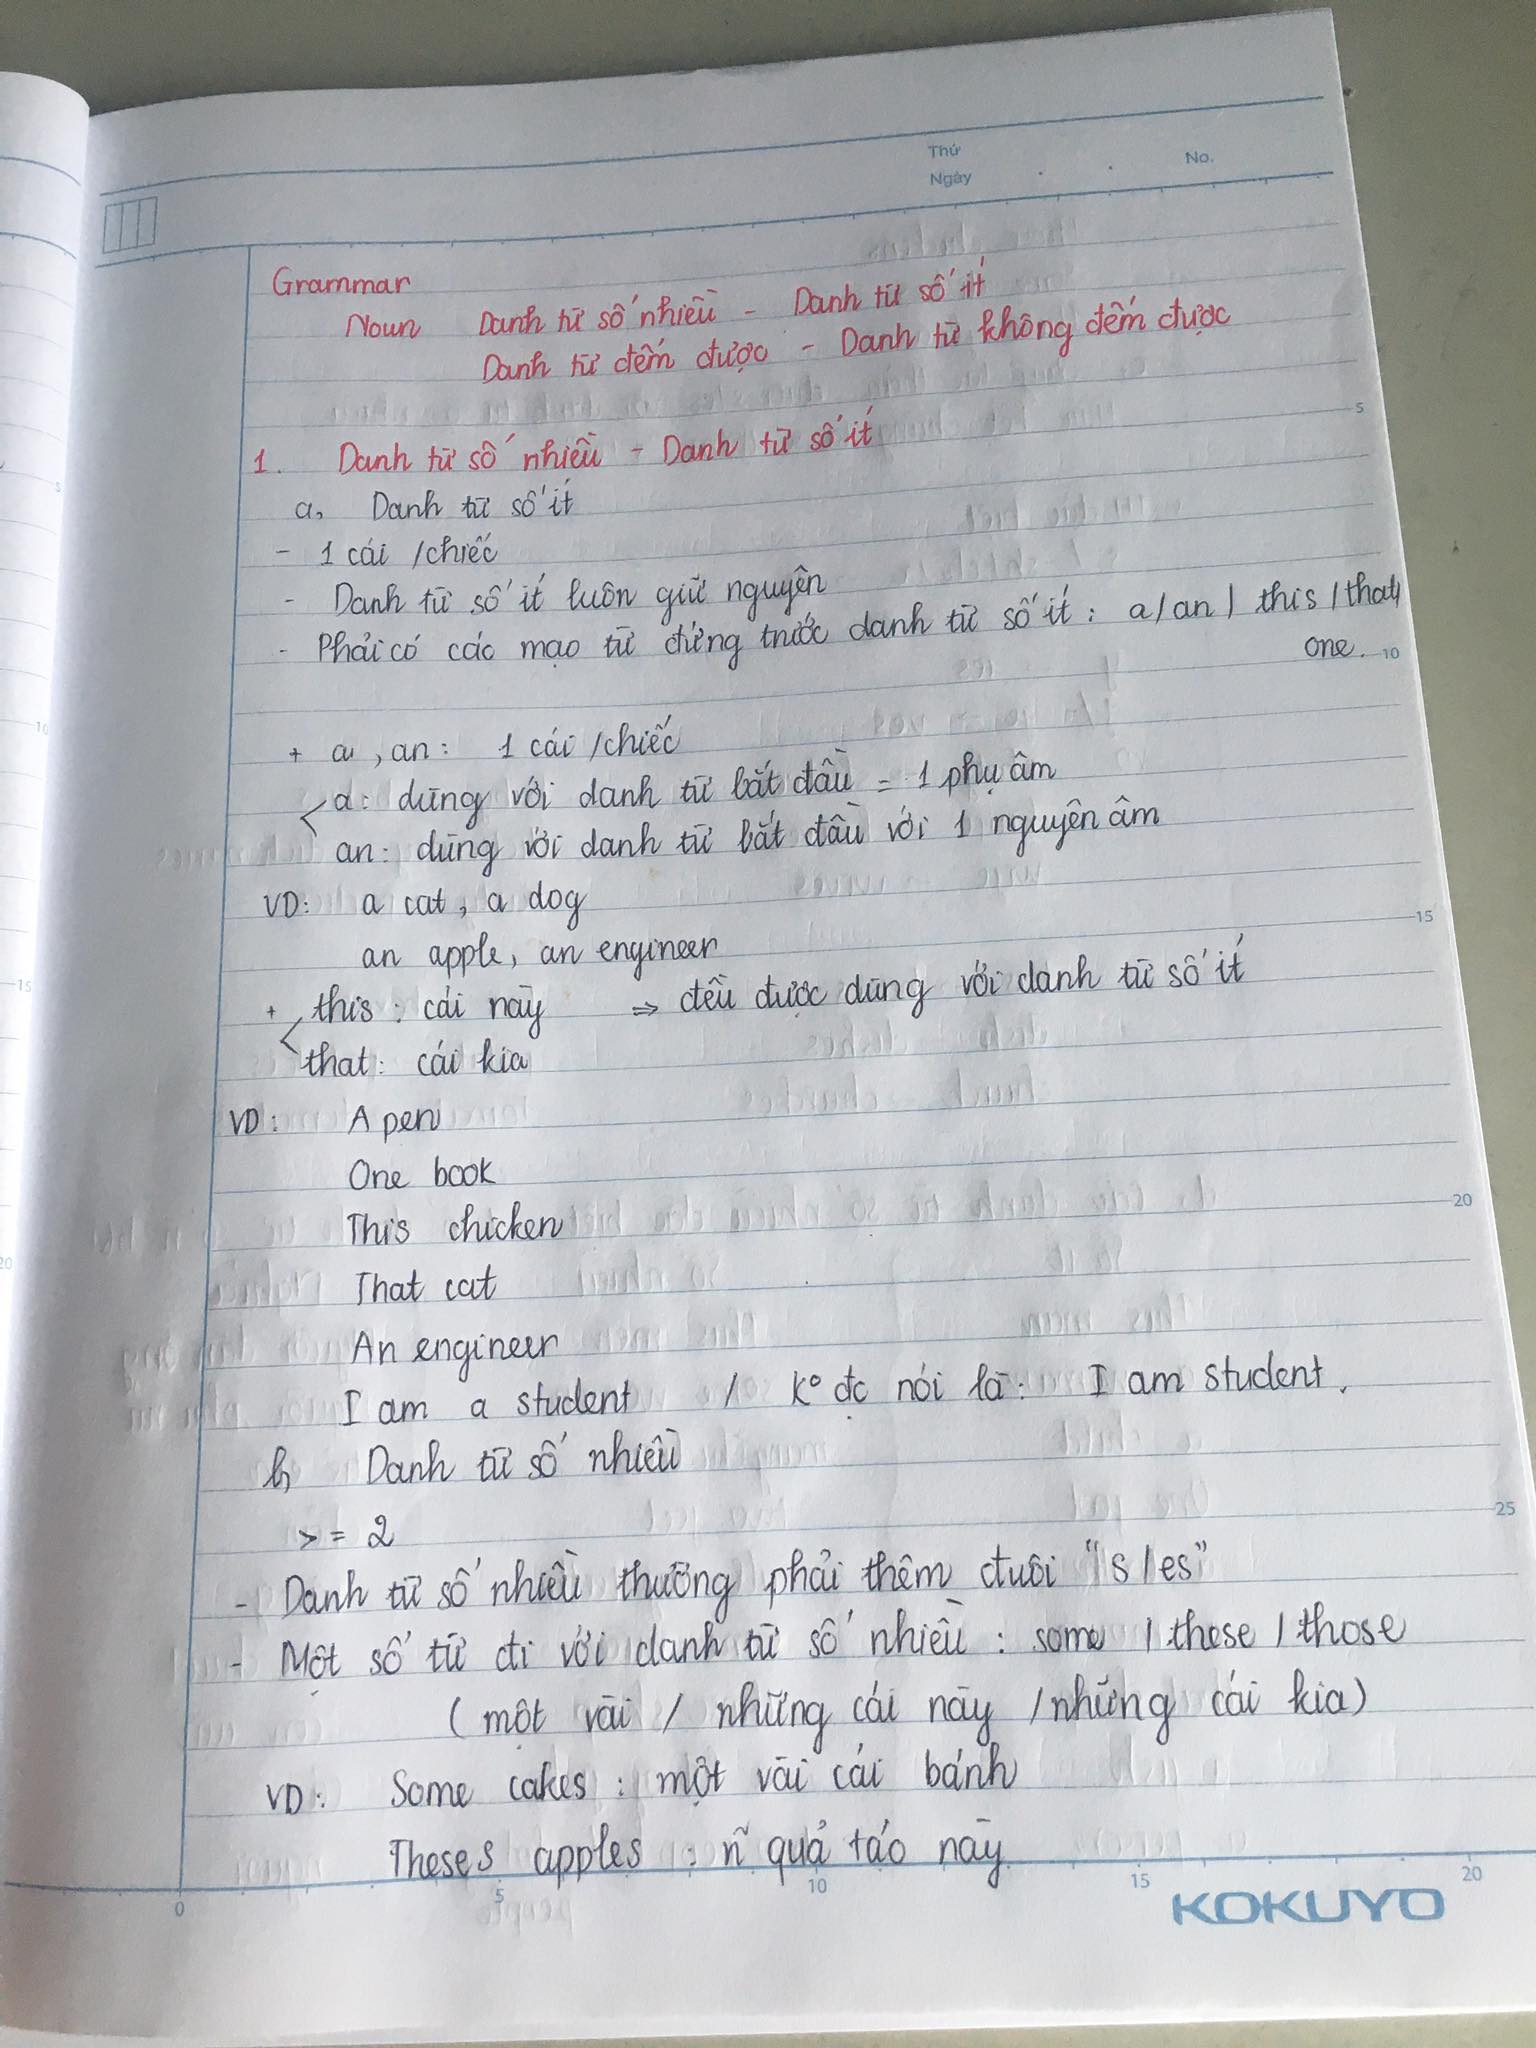 Thứ
Ngày
No.
Grammar
Noun Danh từ số nhiều - Danh từ số ít
Danh từ đếm được - Danh từ không đếm được
5
1. Danh từ số nhiều - Danh từ số ít
a, Danh từ số ít
- 1 cái /chiếc
- Danh từ số ít luôn giữ nguyên
- Phải có các mạo từ đứng trước danh từ số ít : a/an / this /that/
one. 10
+ a, an : 1 cái /chiếc
a : dùng với danh từ bắt đầu = 1 phụ âm
an : dùng với danh từ bắt đầu với 1 nguyên âm
VD: a cat, a dog
15
an apple, an engineer
+ this : cái này => đều được dùng với danh từ số ít
that : cái kia
VD : A pen
One book
20
This chicken
That cat
An engineer
I am a student / k° đc nói là : I am student.
b, Danh từ số nhiều
25
> = 2
- Danh từ số nhiều thường phải thêm đuôi "s/es"
- Một số từ đi với danh từ số nhiều : some / these / those
( một vài / những cái này /những cái kia)
VD : Some cakes : một vài cái bánh
Theses apples : n~ quả táo này
0 5 10 15 20
KOKUYO